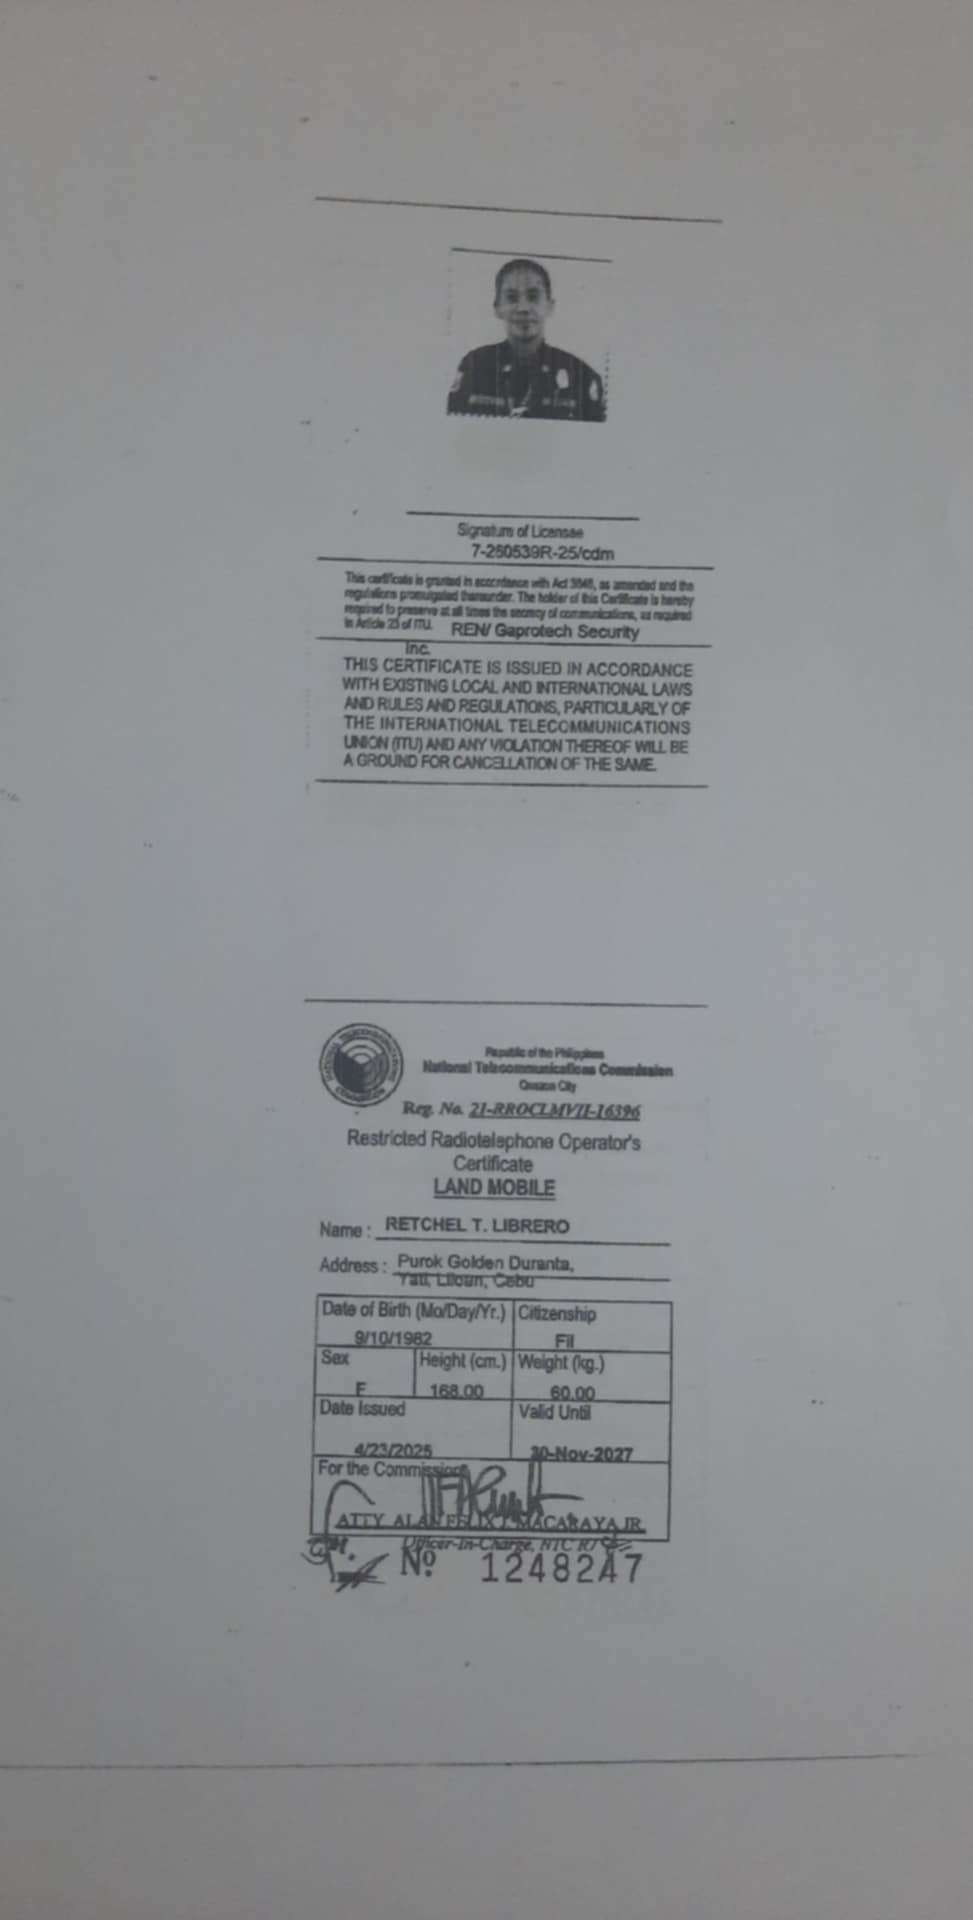 Signature of Licensee
7-260539R-25/cdm
This certificate is granted in accordance with Act 3846, as amended and the
regulations promulgated thereunder. The holder of this Certificate is hereby
required to preserve at all times the secrecy of communications, as required
in Article 23 of ITU. REN/ Gaprotech Security
Inc.
THIS CERTIFICATE IS ISSUED IN ACCORDANCE
WITH EXISTING LOCAL AND INTERNATIONAL LAWS
AND RULES AND REGULATIONS, PARTICULARLY OF
THE INTERNATIONAL TELECOMMUNICATIONS
UNION (ITU) AND ANY VIOLATION THEREOF WILL BE
A GROUND FOR CANCELLATION OF THE SAME.
NATIONAL TELECOMMUNICATIONS COMMISSION
Republic of the Philippines
National Telecommunications Commission
Quezon City
Reg. No. 21-RROCLMVII-16396
Restricted Radiotelephone Operator's
Certificate
LAND MOBILE
Name : RETCHEL T. LIBRERO
Address : Purok Golden Duranta,
Yati, Liloan, Cebu
Date of Birth (Mo/Day/Yr.) Citizenship
9/10/1982 Fil
Sex Height (cm.) Weight (kg.)
F 168.00 60.00
Date Issued Valid Until
4/23/2025 30-Nov-2027
For the Commission
ATTY ALAN FELIX J MACARAYA JR.
Officer-In-Charge, NTC
Nº 1248247